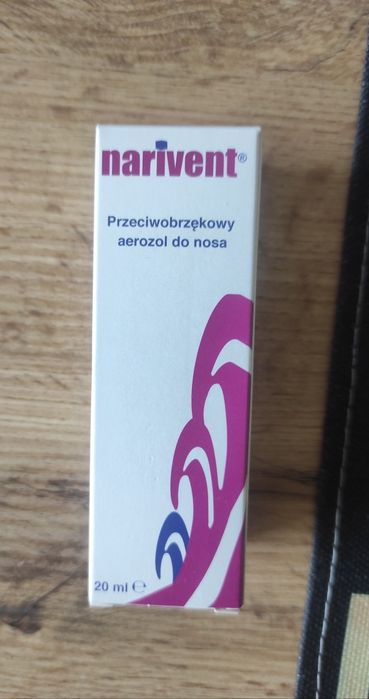 narivent®
Przeciwobrzękowy
aerozol do nosa
20 ml ℮